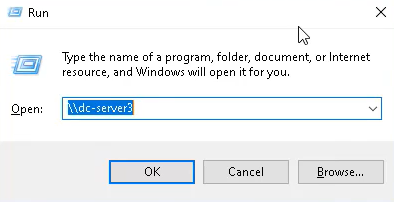 Run
Type the name of a program, folder, document, or Internet
resource, and Windows will open it for you.
Open: \\dc-server3
OK Cancel Browse...